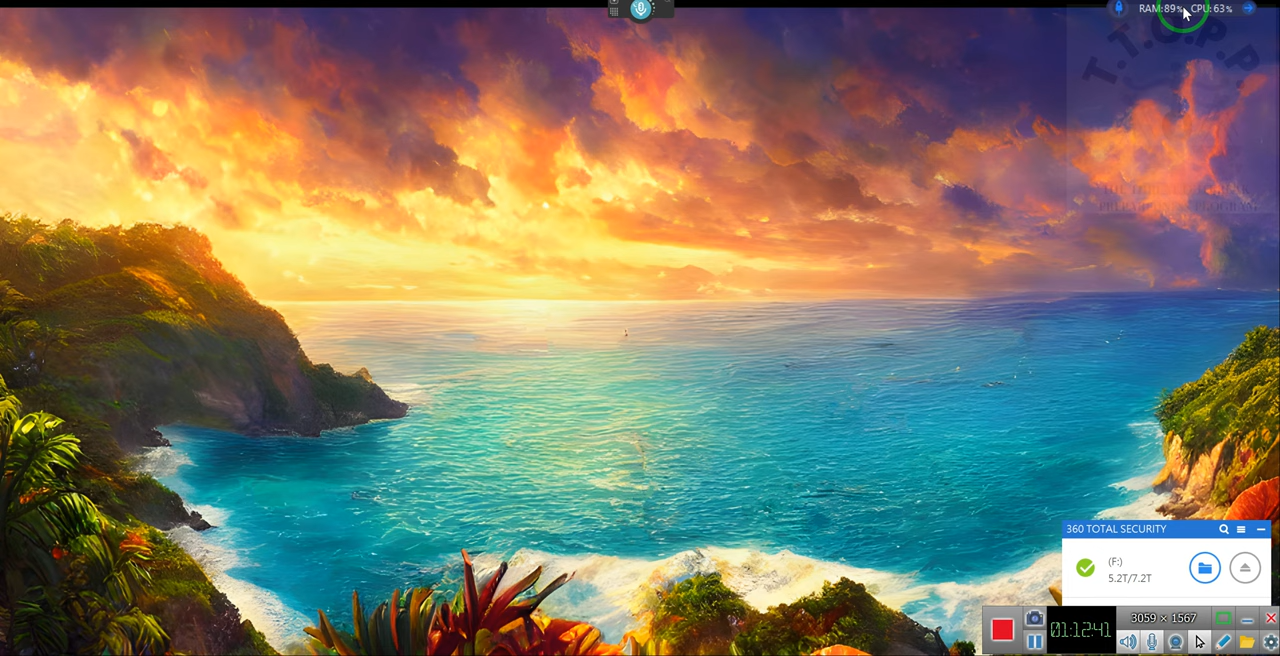 RAM:89% CPU:63%
T.T.G.P.P
360 TOTAL SECURITY
(F:)
5.2T/7.2T
3059 × 1567
01:12:41